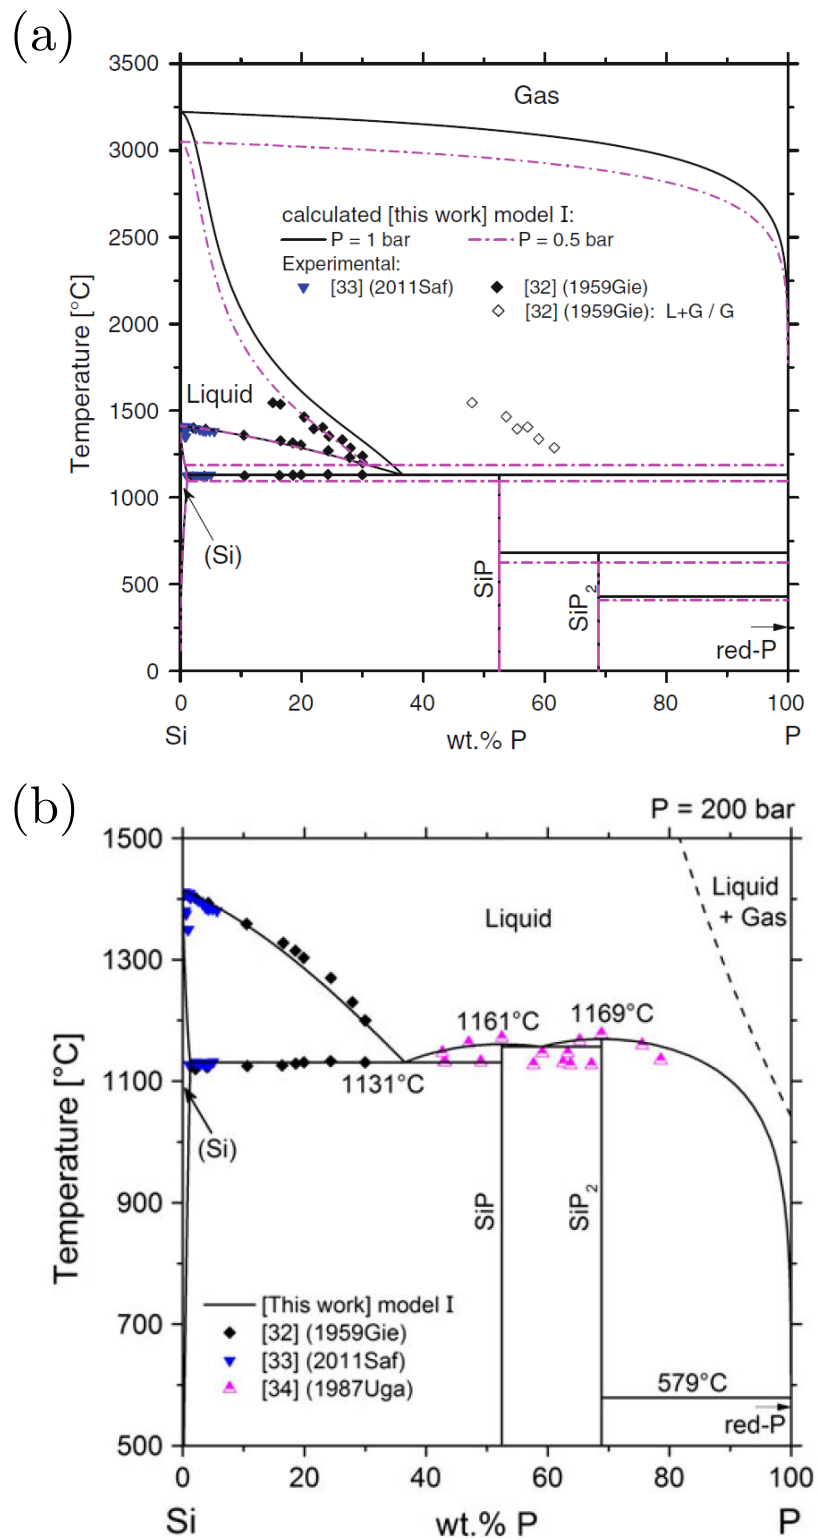 (a)
3500
3000
2500
2000
1500
1000
500
0
Temperature [°C]
Gas
calculated [this work] model I:
P = 1 bar
P = 0.5 bar
Experimental:
[33] (2011Saf)
[32] (1959Gie)
[32] (1959Gie): L+G / G
Liquid
(Si)
SiP
SiP2
red-P
0
20
40
60
80
100
Si
wt.% P
P
(b)
P = 200 bar
1500
1300
1100
900
700
500
Temperature [°C]
Liquid
Liquid
+ Gas
1161°C
1169°C
1131°C
(Si)
SiP
SiP2
[This work] model I
[32] (1959Gie)
[33] (2011Saf)
[34] (1987Uga)
579°C
red-P
0
20
40
60
80
100
Si
wt.% P
P